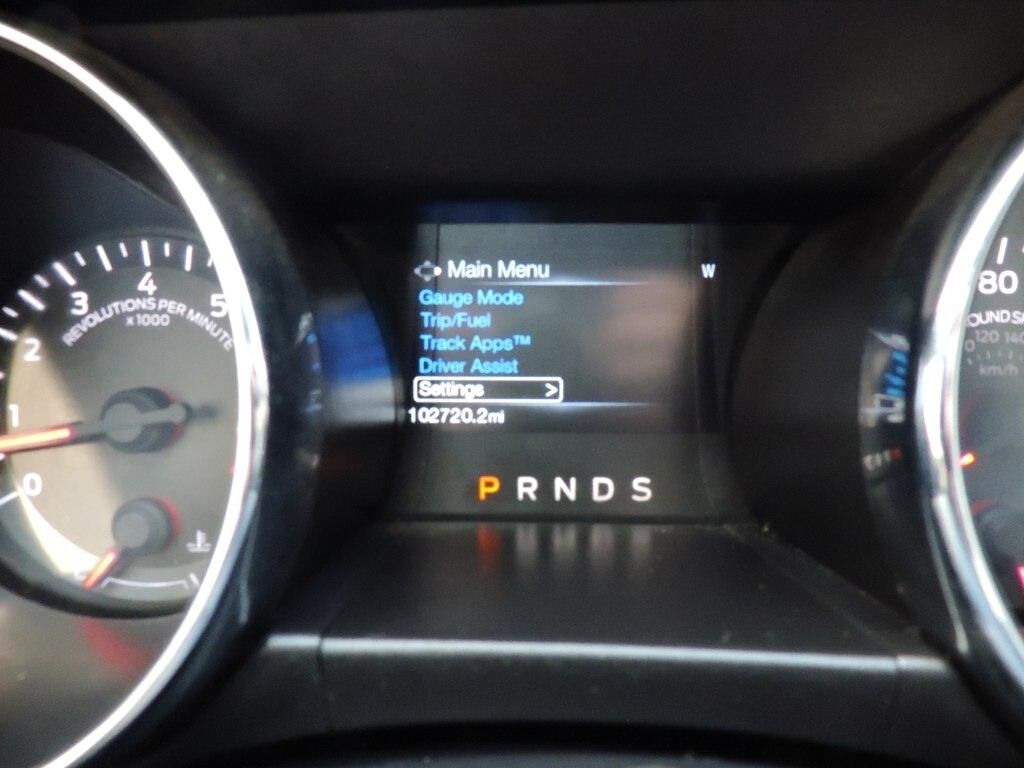 Main Menu W
Gauge Mode
Trip/Fuel
Track Apps™
Driver Assist
Settings >
102720.2mi
P R N D S
0 1 2 3 4 5
REVOLUTIONS PER MINUTE
x1000
C
80
120 140
km/h